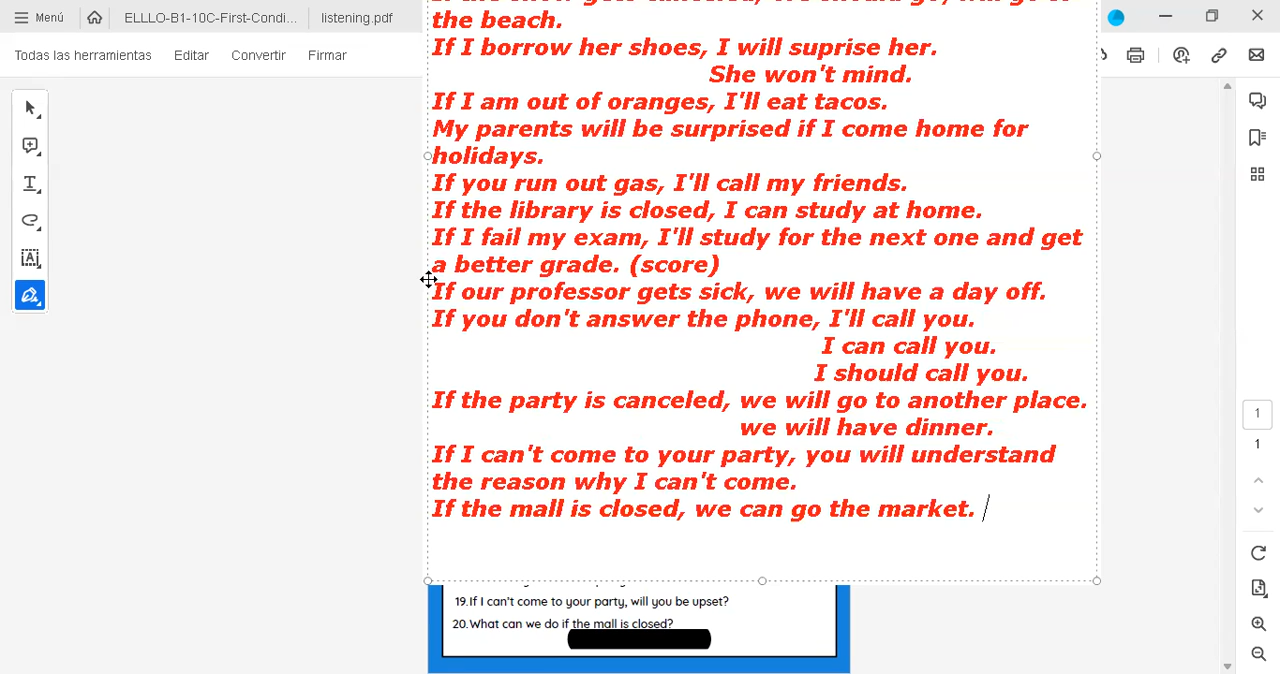 Menú
ELLLO-B1-10C-First-Condi...
listening.pdf
Todas las herramientas
Editar
Convertir
Firmar
the beach.
If I borrow her shoes, I will suprise her.
She won't mind.
If I am out of oranges, I'll eat tacos.
My parents will be surprised if I come home for
holidays.
If you run out gas, I'll call my friends.
If the library is closed, I can study at home.
If I fail my exam, I'll study for the next one and get
a better grade. (score)
If our professor gets sick, we will have a day off.
If you don't answer the phone, I'll call you.
I can call you.
I should call you.
If the party is canceled, we will go to another place.
we will have dinner.
If I can't come to your party, you will understand
the reason why I can't come.
If the mall is closed, we can go the market.
19.If I can't come to your party, will you be upset?
20.What can we do if the mall is closed?
1
1